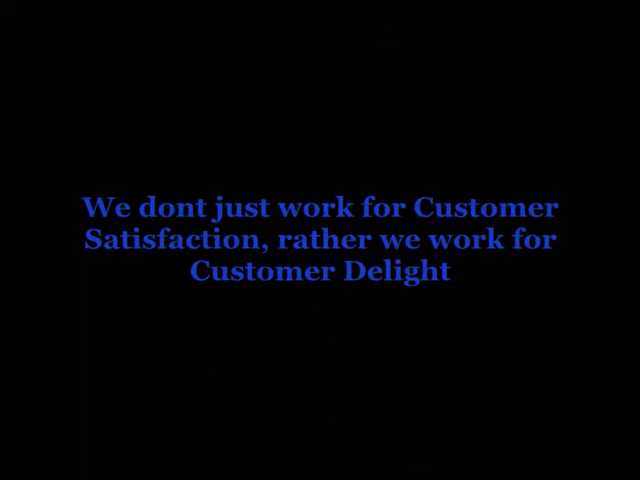 We dont just work for Customer
Satisfaction, rather we work for
Customer Delight